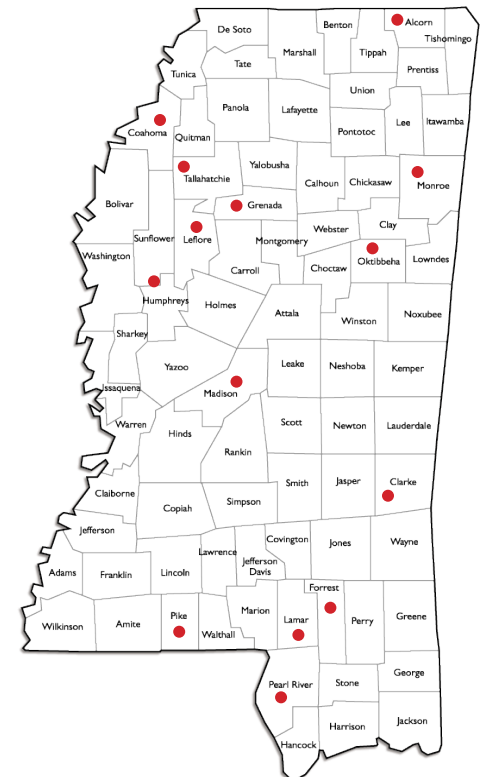 Benton
Alcorn
De Soto
Tishomingo
Marshall
Tippah
Tate
Prentiss
Tunica
Union
Panola
Lafayette
Lee
Itawamba
Coahoma
Quitman
Pontotoc
Yalobusha
Tallahatchie
Calhoun
Chickasaw
Monroe
Bolivar
Grenada
Clay
Webster
Sunflower
Leflore
Montgomery
Washington
Oktibbeha
Lowndes
Carroll
Choctaw
Humphreys
Holmes
Attala
Noxubee
Winston
Sharkey
Leake
Neshoba
Kemper
Yazoo
Issaquena
Madison
Warren
Scott
Newton
Lauderdale
Hinds
Rankin
Smith
Jasper
Clarke
Claiborne
Simpson
Copiah
Jefferson
Covington
Jones
Wayne
Lawrence
Jefferson
Davis
Adams
Franklin
Lincoln
Forrest
Marion
Pike
Lamar
Perry
Greene
Wilkinson
Amite
Walthall
George
Pearl River
Stone
Jackson
Harrison
Hancock